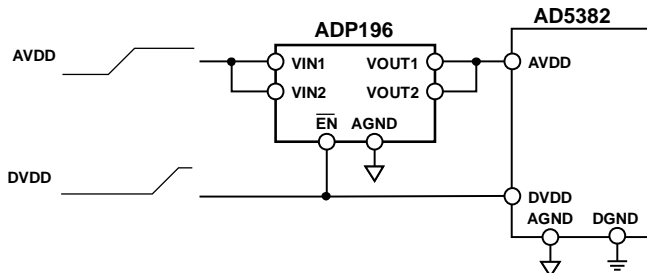 ADP196
AD5382
AVDD
VIN1
VOUT1
AVDD
VIN2
VOUT2
EN
AGND
DVDD
DVDD
AGND
DGND